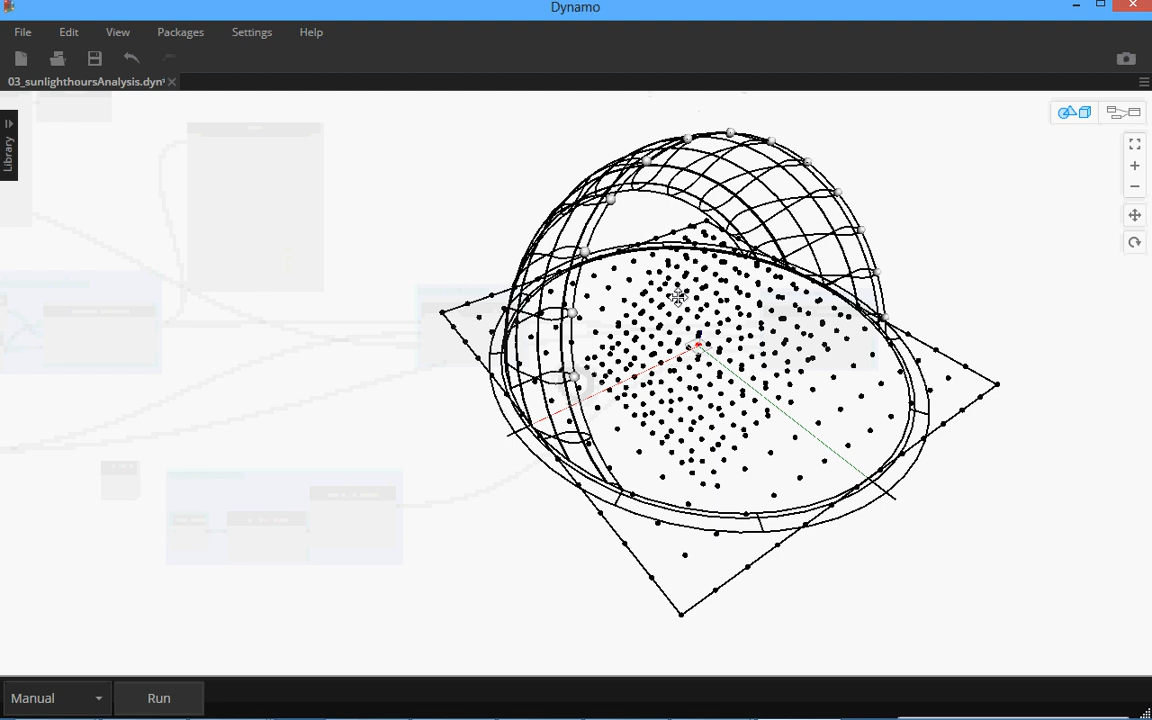 Dynamo
File Edit View Packages Settings Help
03_sunlighthoursAnalysis.dyn*
Library
Manual Run